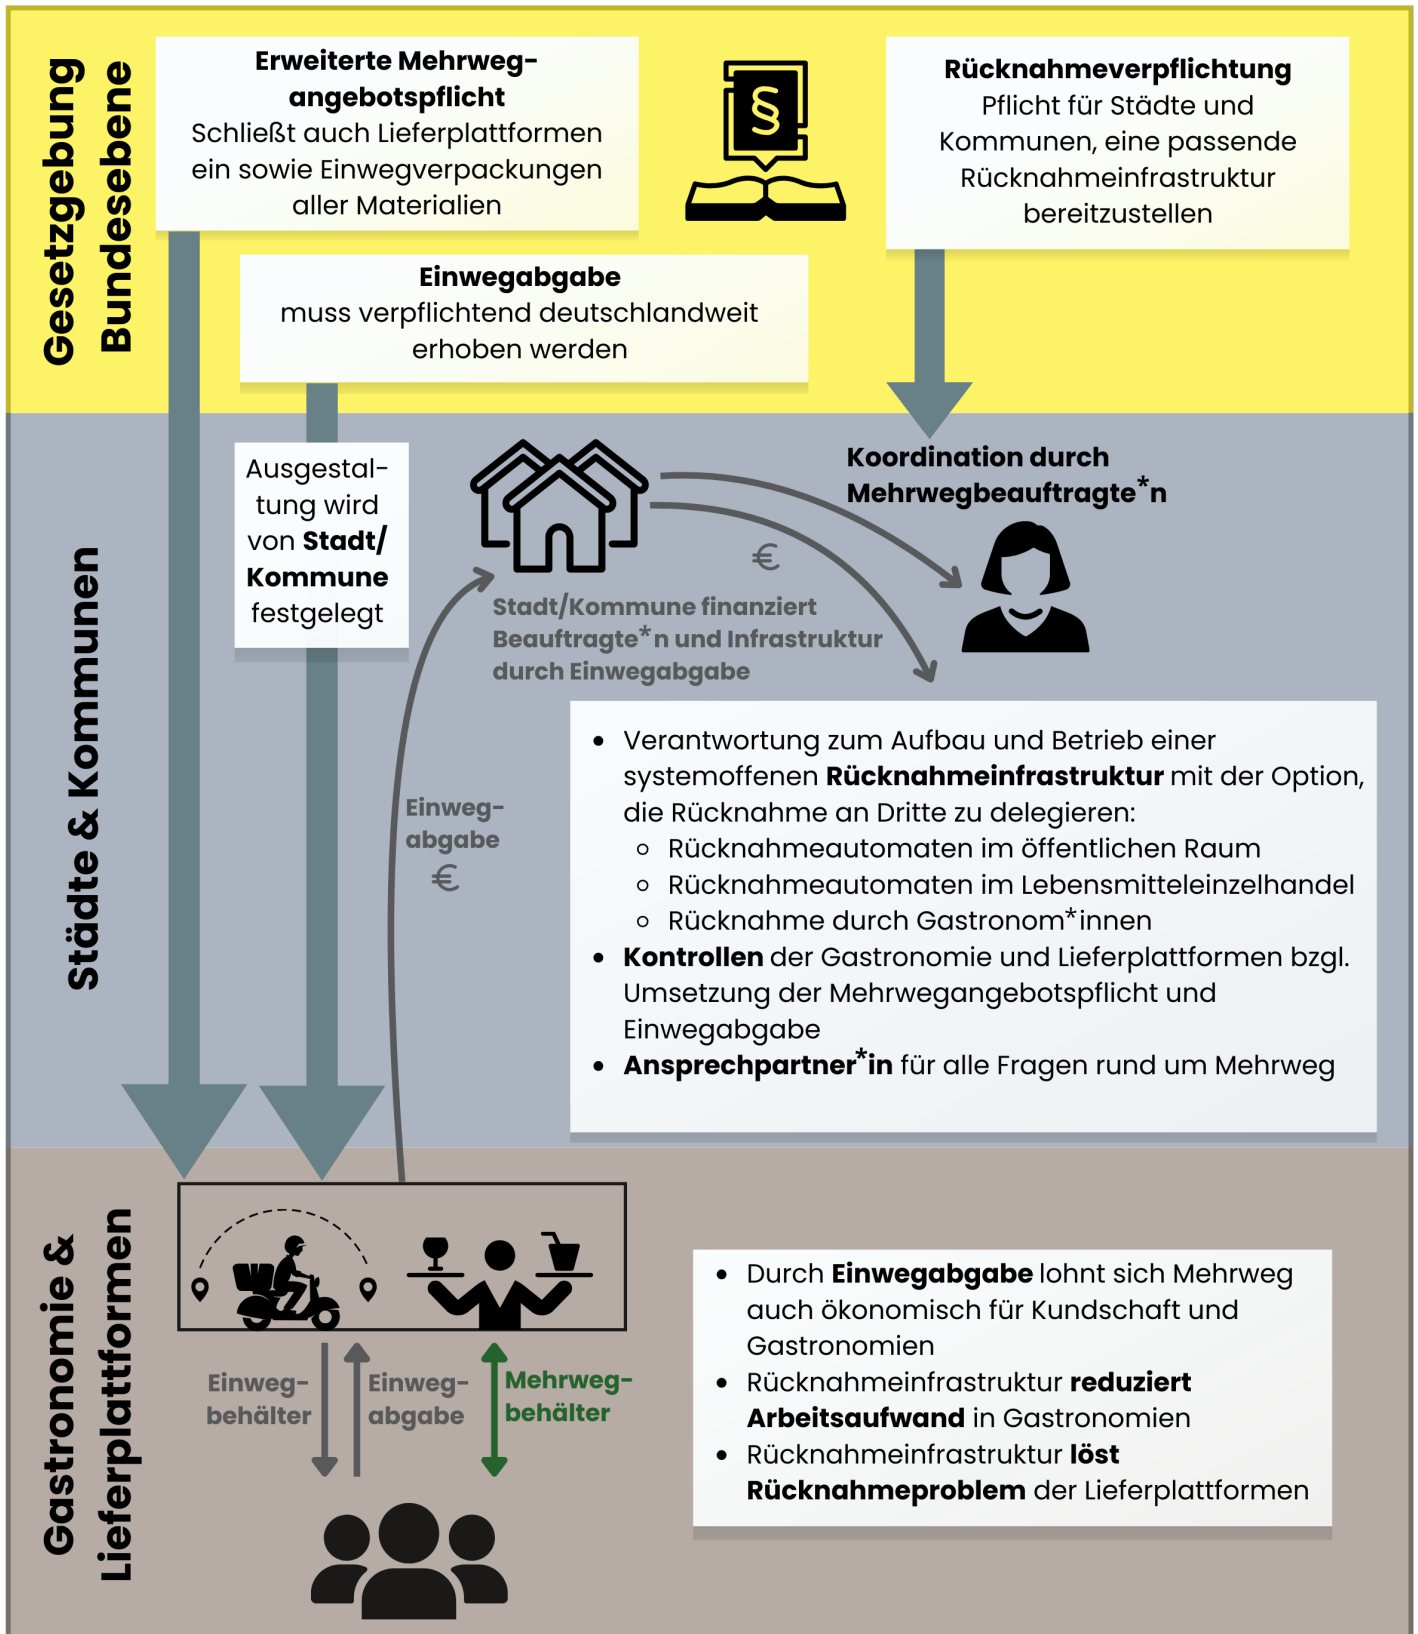 Gesetzgebung
Bundesebene
Erweiterte Mehrweg-
angebotspflicht
Schließt auch Lieferplattformen
ein sowie Einwegverpackungen
aller Materialien
§
Rücknahmeverpflichtung
Pflicht für Städte und
Kommunen, eine passende
Rücknahmeinfrastruktur
bereitzustellen
Einwegabgabe
muss verpflichtend deutschlandweit
erhoben werden
Städte & Kommunen
Ausgestal-
tung wird
von Stadt/
Kommune
festgelegt
Koordination durch
Mehrwegbeauftragte*n
€
Stadt/Kommune finanziert
Beauftragte*n und Infrastruktur
durch Einwegabgabe
Einweg-
abgabe
€
• Verantwortung zum Aufbau und Betrieb einer
systemoffenen Rücknahmeinfrastruktur mit der Option,
die Rücknahme an Dritte zu delegieren:
◦ Rücknahmeautomaten im öffentlichen Raum
◦ Rücknahmeautomaten im Lebensmitteleinzelhandel
◦ Rücknahme durch Gastronom*innen
• Kontrollen der Gastronomie und Lieferplattformen bzgl.
Umsetzung der Mehrwegangebotspflicht und
Einwegabgabe
• Ansprechpartner*in für alle Fragen rund um Mehrweg
Gastronomie &
Lieferplattformen
Einweg-
behälter
Einweg-
abgabe
Mehrweg-
behälter
• Durch Einwegabgabe lohnt sich Mehrweg
auch ökonomisch für Kundschaft und
Gastronomien
• Rücknahmeinfrastruktur reduziert
Arbeitsaufwand in Gastronomien
• Rücknahmeinfrastruktur löst
Rücknahmeproblem der Lieferplattformen